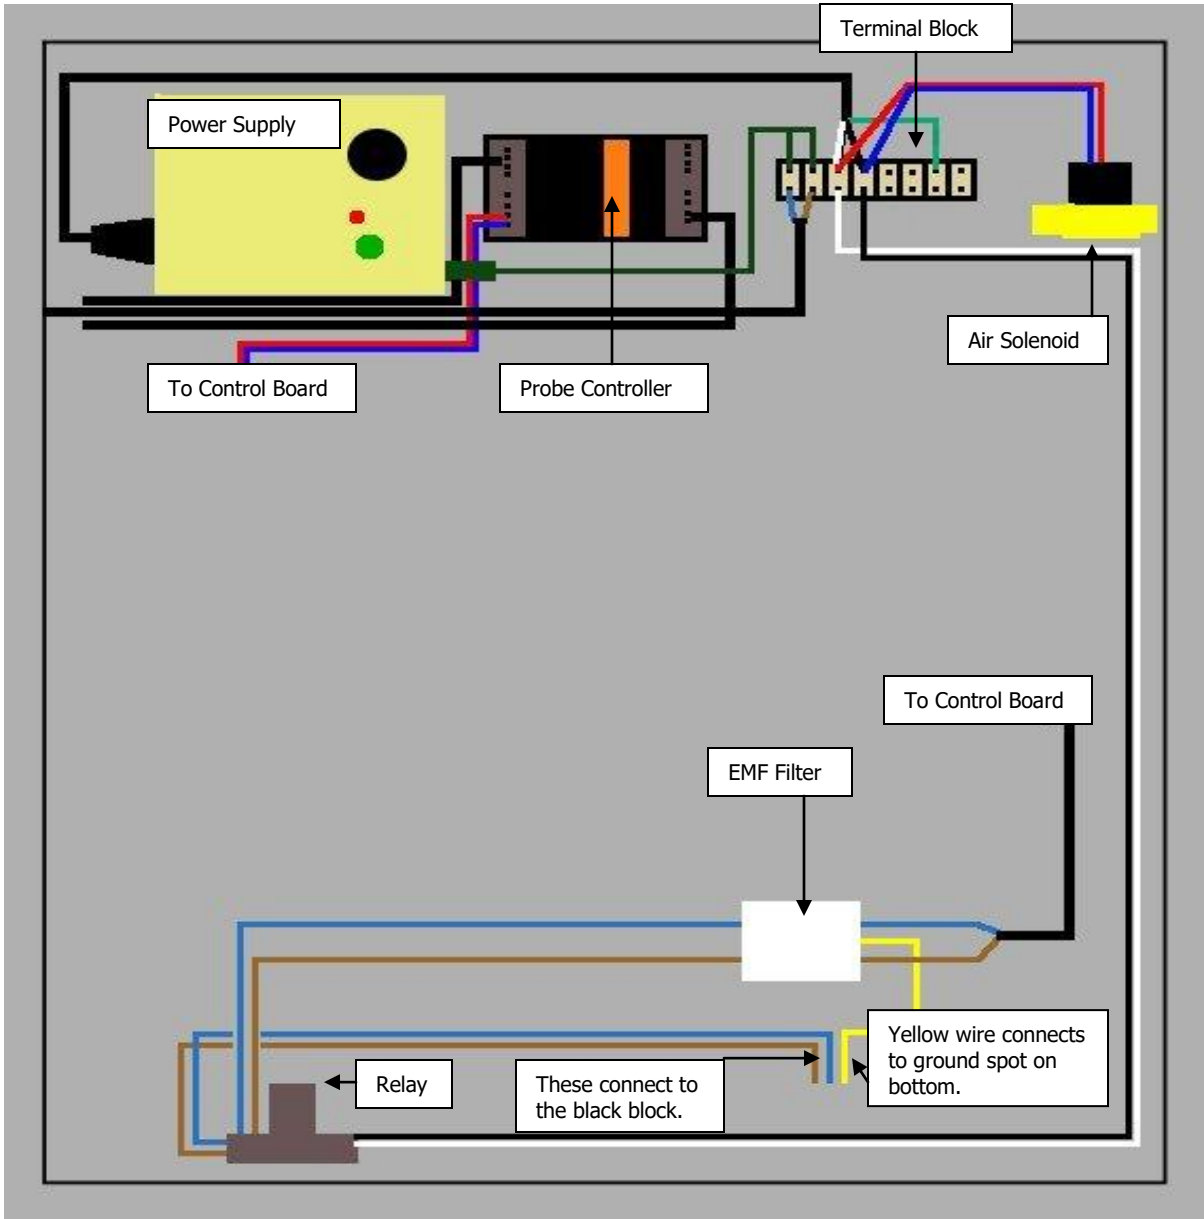 Terminal Block
Power Supply
Air Solenoid
To Control Board
Probe Controller
To Control Board
EMF Filter
Yellow wire connects
to ground spot on
bottom.
Relay
These connect to
the black block.